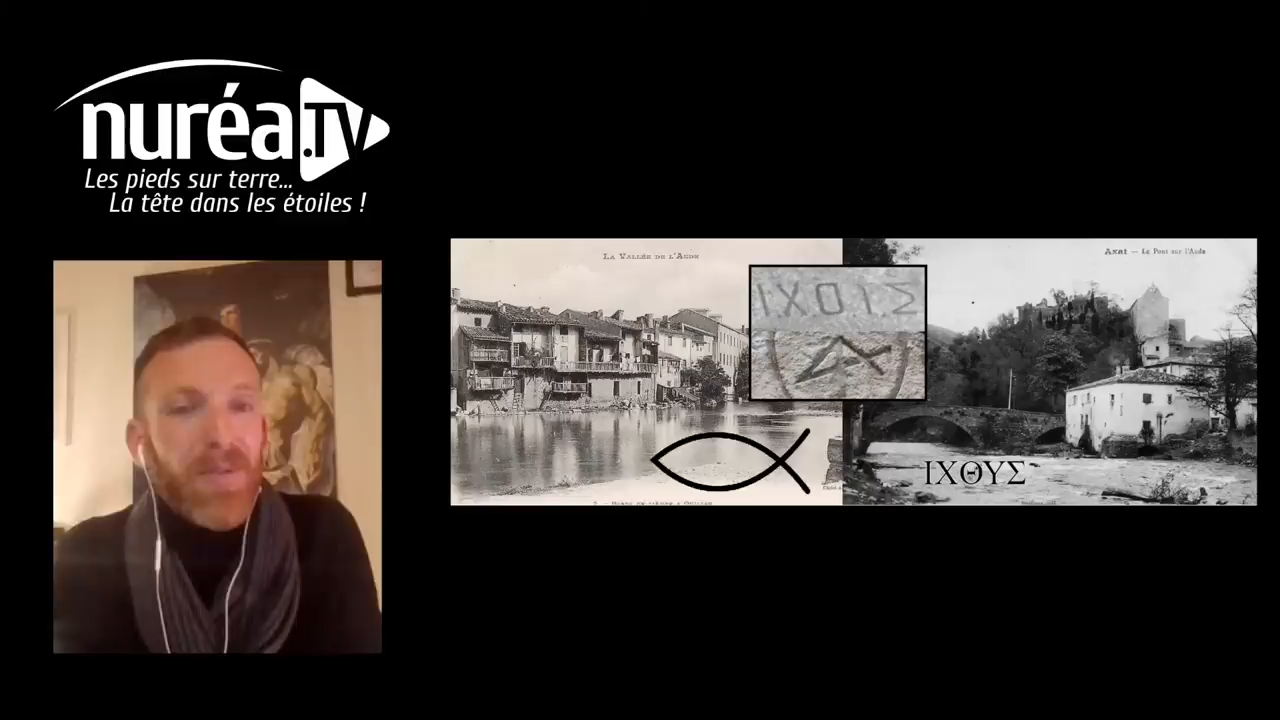 nuréa.TV
Les pieds sur terre...
La tête dans les étoiles !
LA VALLÉE DE L'AUDE
Axat — Le Pont sur l'Aude
ΙΧΟΙΣ
ΙΧΘΥΣ